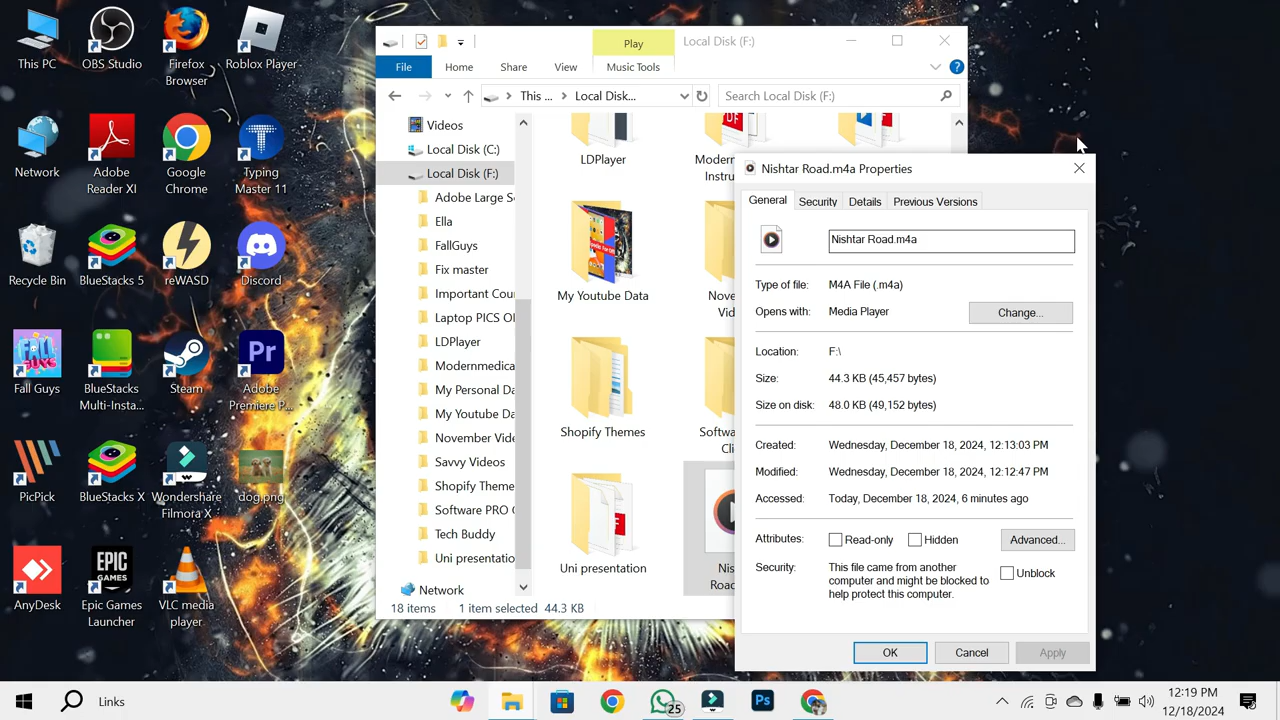 This PC
OBS Studio
Firefox
Browser
Roblox Player
Network
Adobe
Reader XI
Google
Chrome
Typing
Master 11
Recycle Bin
BlueStacks 5
reWASD
Discord
Fall Guys
BlueStacks
Multi-Insta...
Steam
Adobe
Premiere P...
PicPick
BlueStacks X
Wondershare
Filmora X
dog.png
AnyDesk
Epic Games
Launcher
VLC media
player
Play
Local Disk (F:)
File
Home
Share
View
Music Tools
This ...
Local Disk...
Search Local Disk (F:)
Videos
Local Disk (C:)
Local Disk (F:)
Adobe Large S
Ella
FallGuys
Fix master
Important Cou
Laptop PICS O
LDPlayer
Modernmedica
My Personal Da
My Youtube Da
November Vide
Savvy Videos
Shopify Theme
Software PRO
Tech Buddy
Uni presentatio
Network
LDPlayer
Modern
Instru
My Youtube Data
Nove
Vid
Shopify Themes
Softwa
Cli
Uni presentation
Nis
Road
18 items
1 item selected 44.3 KB
Nishtar Road.m4a Properties
General
Security
Details
Previous Versions
Nishtar Road.m4a
Type of file: M4A File (.m4a)
Opens with: Media Player
Change...
Location: F:\
Size: 44.3 KB (45,457 bytes)
Size on disk: 48.0 KB (49,152 bytes)
Created: Wednesday, December 18, 2024, 12:13:03 PM
Modified: Wednesday, December 18, 2024, 12:12:47 PM
Accessed: Today, December 18, 2024, 6 minutes ago
Attributes: Read-only Hidden Advanced...
Security: This file came from another
computer and might be blocked to
help protect this computer.
Unblock
OK
Cancel
Apply
Links
25
Ps
12:19 PM
12/18/2024